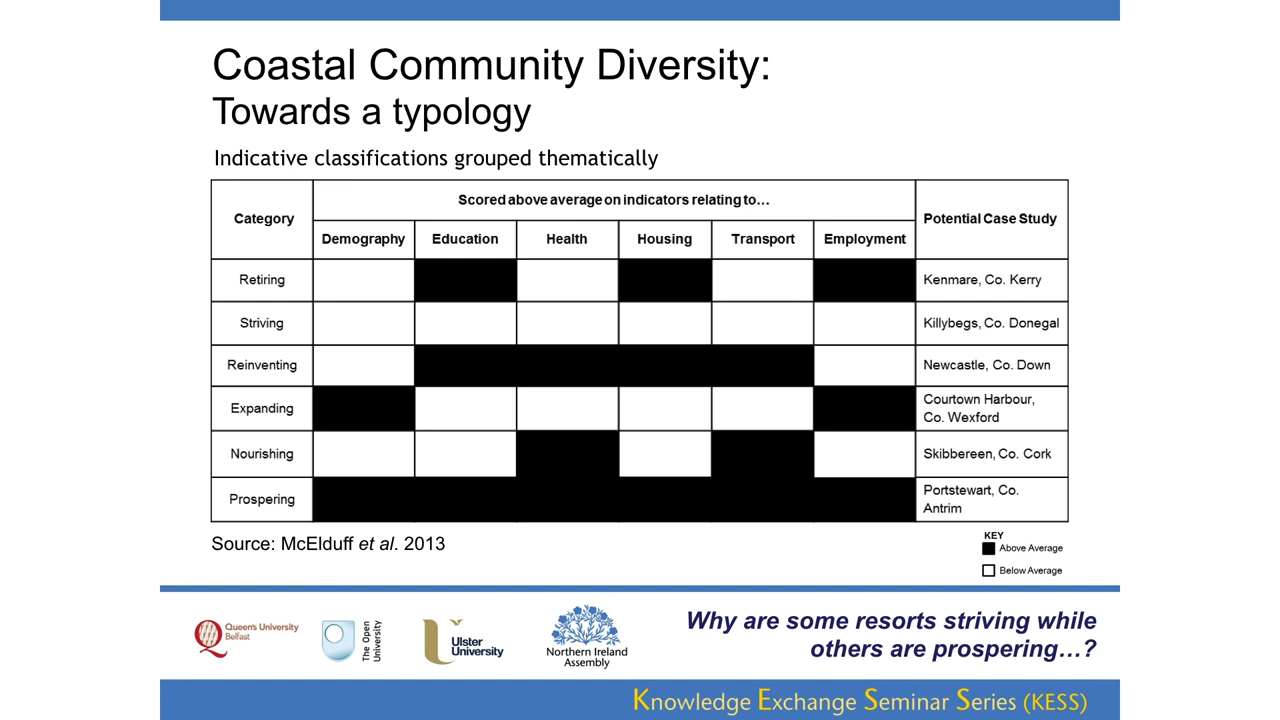 Coastal Community Diversity:
Towards a typology
Indicative classifications grouped thematically
Category
Scored above average on indicators relating to…
Potential Case Study
Demography
Education
Health
Housing
Transport
Employment
Retiring
Kenmare, Co. Kerry
Striving
Killybegs, Co. Donegal
Reinventing
Newcastle, Co. Down
Expanding
Courtown Harbour,
Co. Wexford
Nourishing
Skibbereen, Co. Cork
Prospering
Portstewart, Co.
Antrim
Source: McElduff et al. 2013
KEY
Above Average
Below Average
Queen's University
Belfast
The Open
University
Ulster
University
Northern Ireland
Assembly
Why are some resorts striving while
others are prospering…?
Knowledge Exchange Seminar Series (KESS)